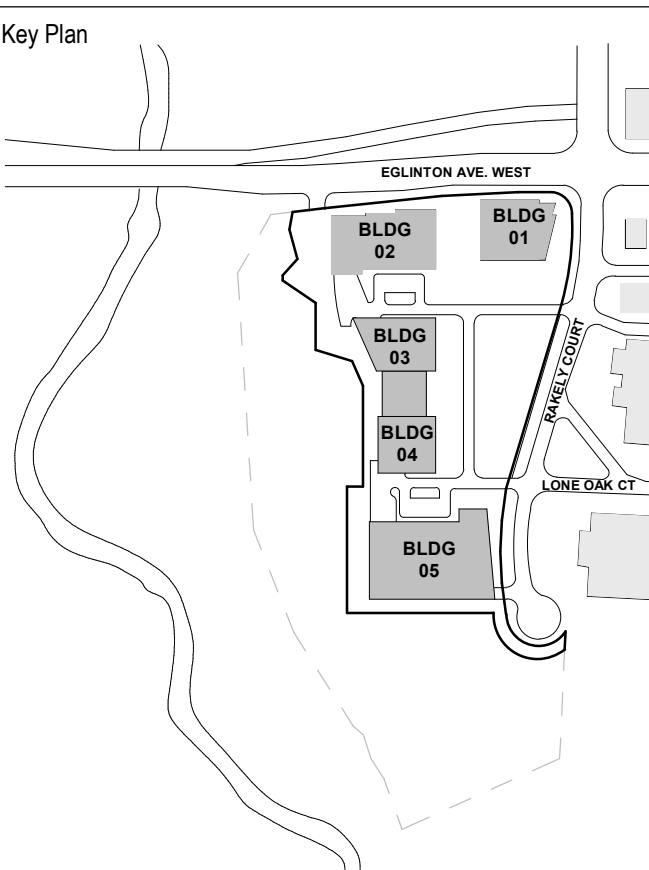 Key Plan
EGLINTON AVE. WEST
BLDG
01
BLDG
02
BLDG
03
RAKELY COURT
BLDG
04
LONE OAK CT
BLDG
05